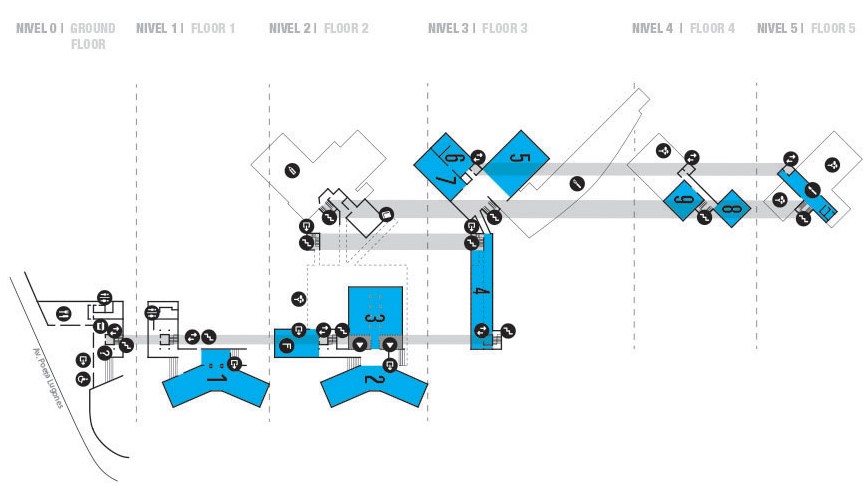 NIVEL 0 | GROUND
FLOOR
NIVEL 1 | FLOOR 1
NIVEL 2 | FLOOR 2
NIVEL 3 | FLOOR 3
NIVEL 4 | FLOOR 4
NIVEL 5 | FLOOR 5
6
5
7
9
8
4
3
F
?
1
2
Av. Poeta Lugones